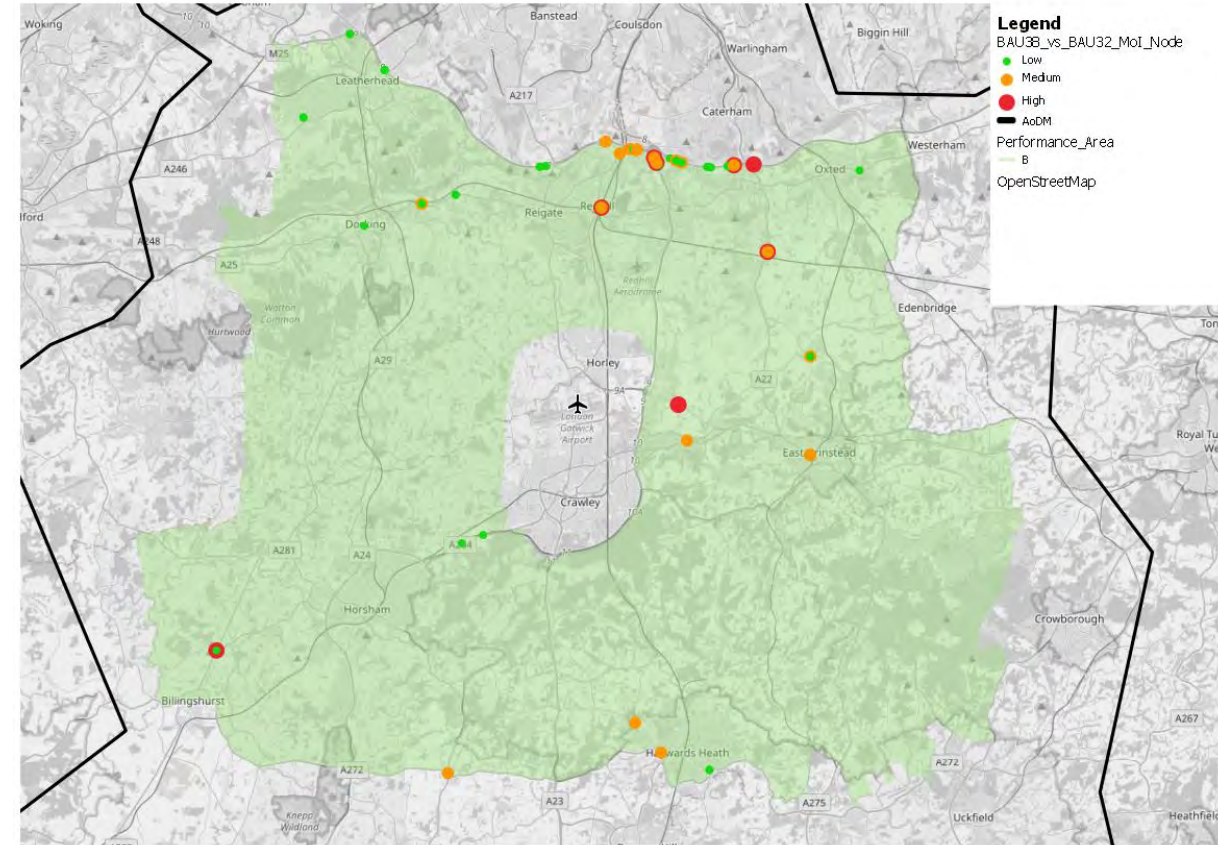 Legend
BAU38_vs_BAU32_MoI_Node
Low
Medium
High
AoDM
Performance_Area
B
OpenStreetMap
Woking
Banstead
Coulsdon
Biggin Hill
Warlingham
M25
Leatherhead
A217
Caterham
Westerham
A246
Oxted
Dorking
Reigate
A248
A25
Redhill
Aerodrome
Wotton
Common
Edenbridge
Hurtwood
Horley
A29
A22
London
Gatwick
Airport
East Grinstead
Crawley
A281
A24
A264
Horsham
Crowborough
Billingshurst
A267
Haywards Heath
A272
A272
A23
A275
Knepp
Wildland
Uckfield
Heathfield